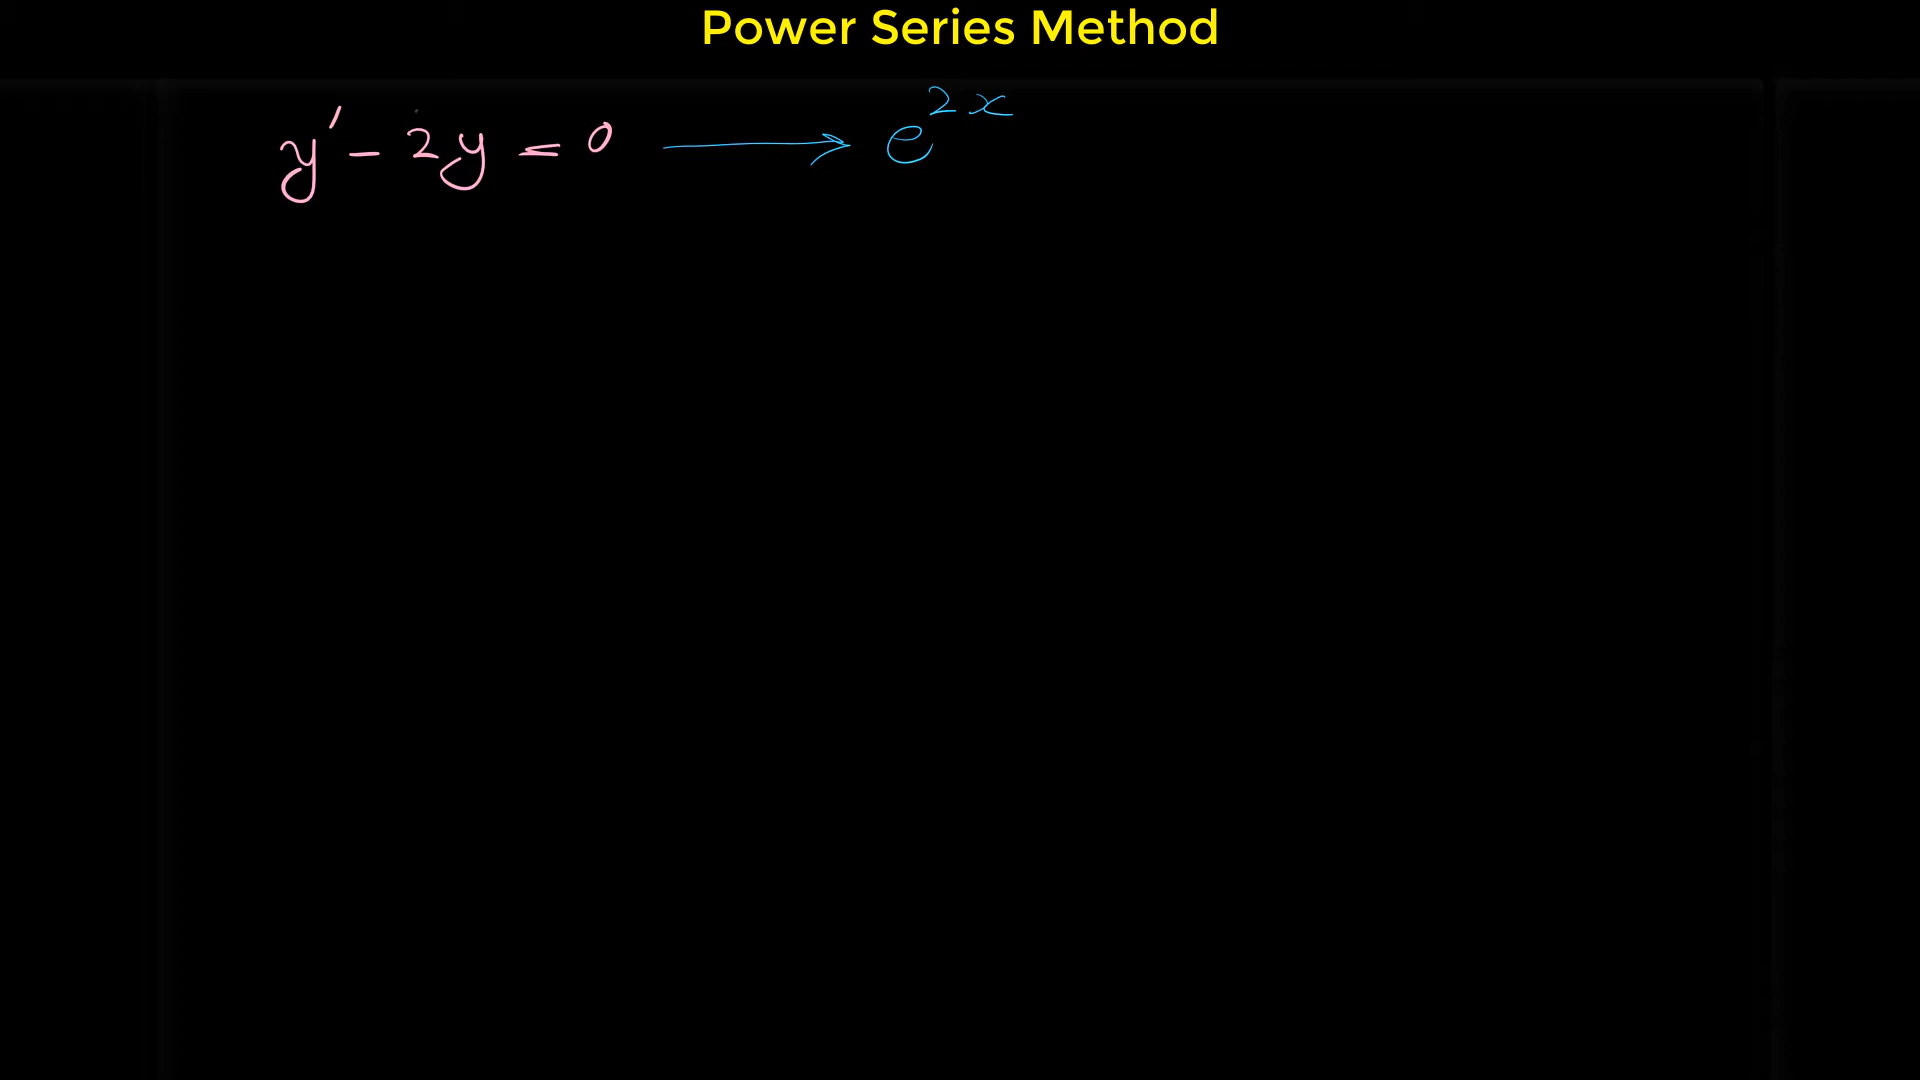 Power Series Method
y' - 2y = 0 ⟶ e^{2x}